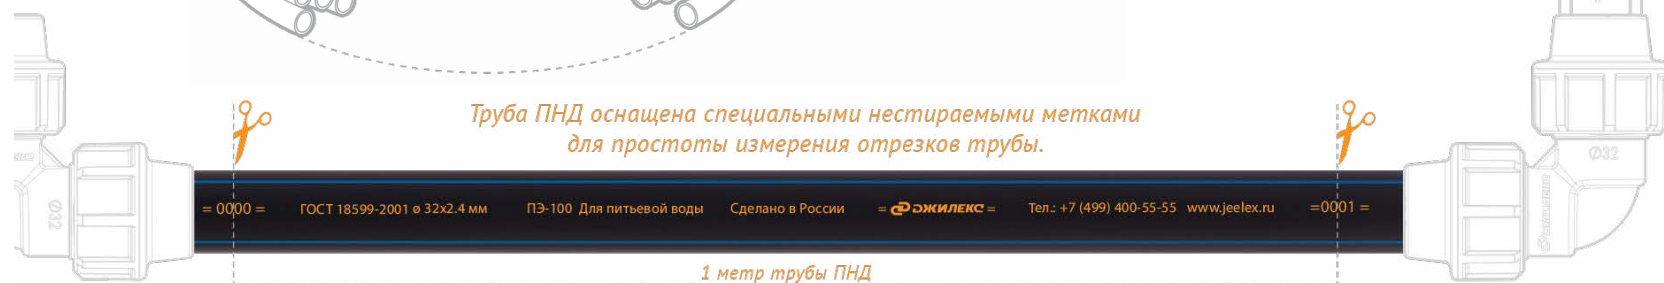 Труба ПНД оснащена специальными нестираемыми метками
для простоты измерения отрезков трубы.
Ø32
= 0000 = ГОСТ 18599-2001 ø 32х2.4 мм ПЭ-100 Для питьевой воды Сделано в России = ДЖИЛЕКС = Тел.: +7 (499) 400-55-55 www.jeelex.ru =0001 =
Ø32
1 метр трубы ПНД